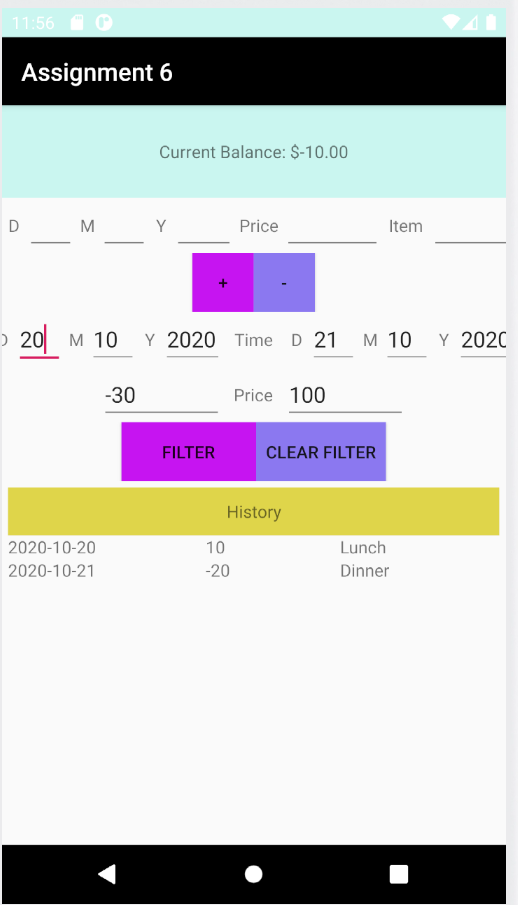 11:56
Assignment 6
Current Balance: $-10.00
D M Y Price Item
+ -
D 20 M 10 Y 2020 Time D 21 M 10 Y 2020
-30 Price 100
FILTER CLEAR FILTER
History
2020-10-20 10 Lunch
2020-10-21 -20 Dinner